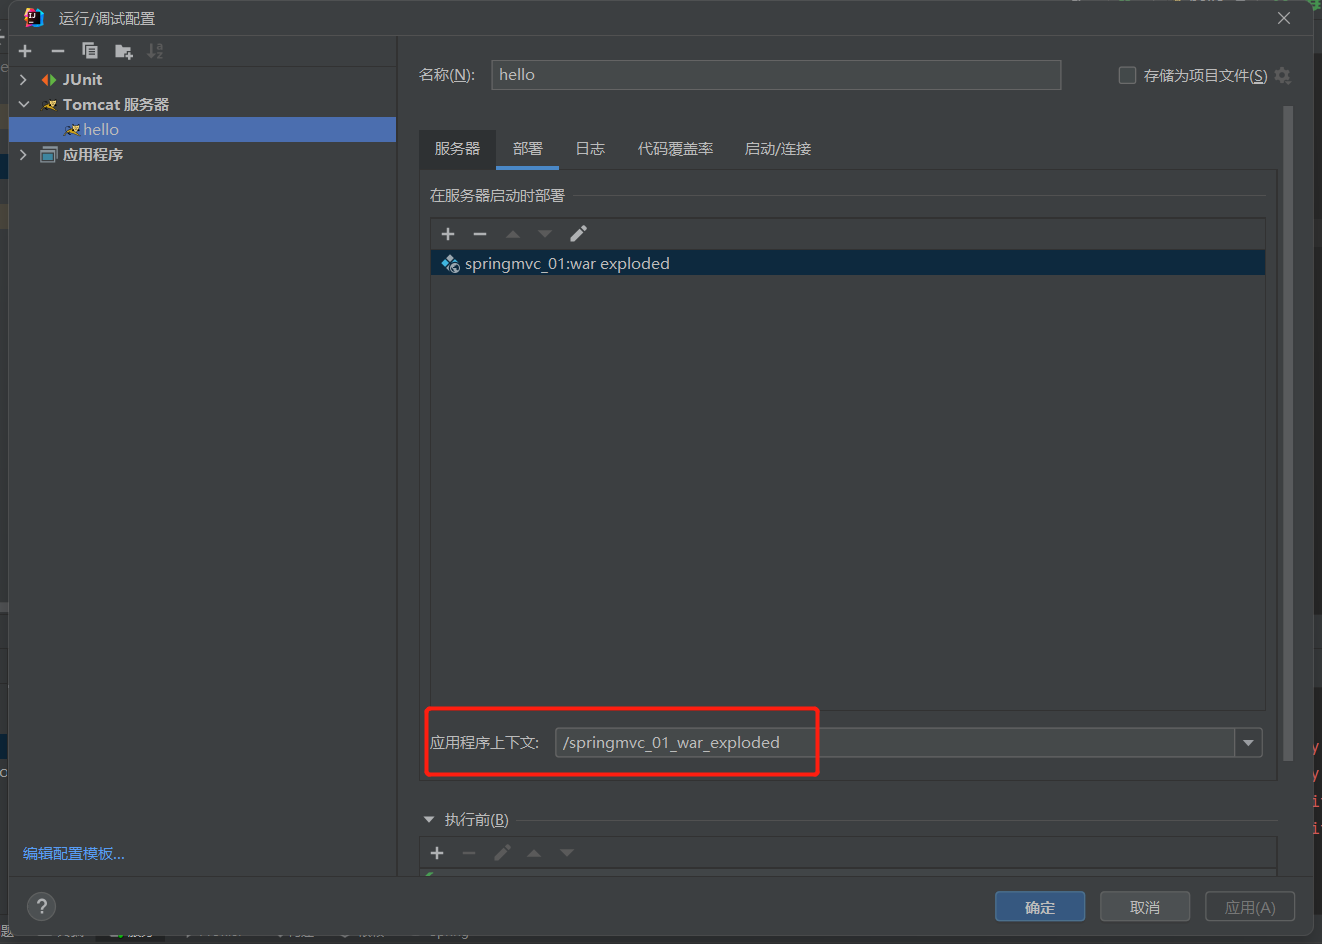 运行/调试配置
JUnit
Tomcat 服务器
hello
应用程序
编辑配置模板...
名称(N):
hello
存储为项目文件(S)
服务器
部署
日志
代码覆盖率
启动/连接
在服务器启动时部署
springmvc_01:war exploded
应用程序上下文:
/springmvc_01_war_exploded
执行前(B)
?
确定
取消
应用(A)